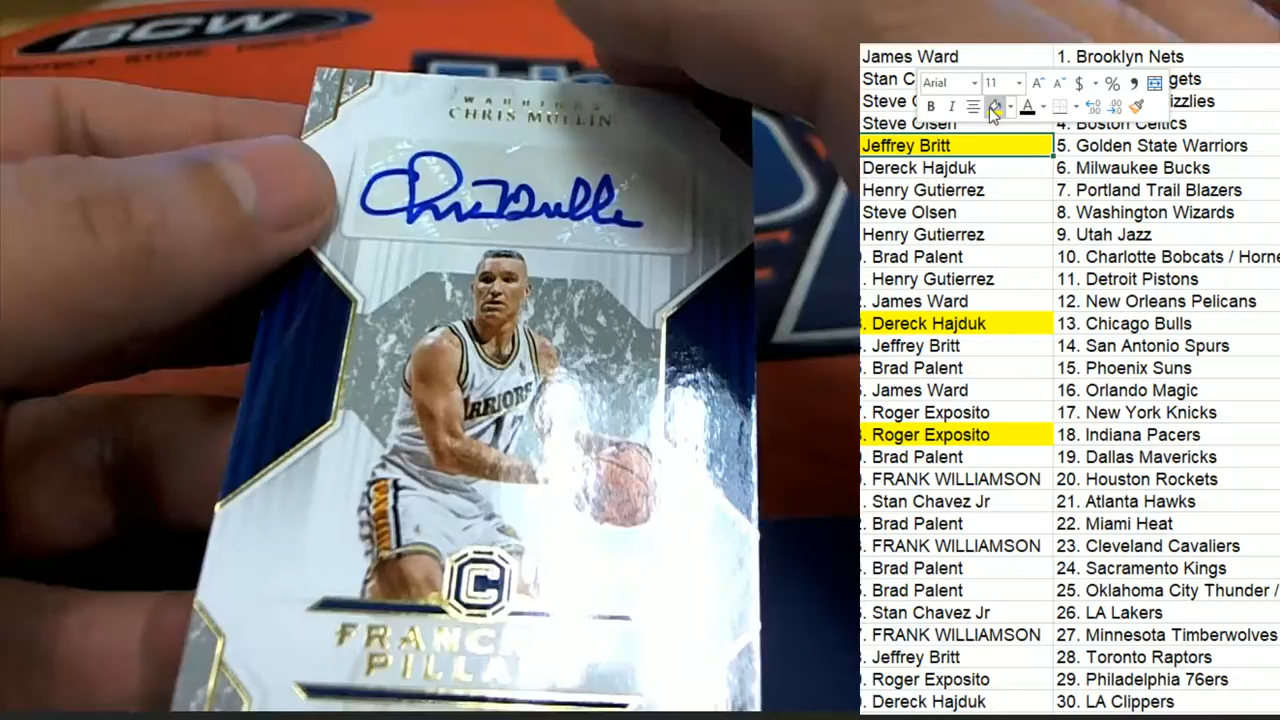 BCW
WARRIORS
CHRIS MULLIN
Chris Mullin
WARRIORS
C
FRANC
PILLA
James Ward 1. Brooklyn Nets
Arial 11 $ % gets
Stan C
Steve O izzlies
B I A
Steve Olsen 4. Boston Celtics
Jeffrey Britt 5. Golden State Warriors
Dereck Hajduk 6. Milwaukee Bucks
Henry Gutierrez 7. Portland Trail Blazers
Steve Olsen 8. Washington Wizards
Henry Gutierrez 9. Utah Jazz
. Brad Palent 10. Charlotte Bobcats / Horne
. Henry Gutierrez 11. Detroit Pistons
. James Ward 12. New Orleans Pelicans
. Dereck Hajduk 13. Chicago Bulls
. Jeffrey Britt 14. San Antonio Spurs
. Brad Palent 15. Phoenix Suns
. James Ward 16. Orlando Magic
. Roger Exposito 17. New York Knicks
. Roger Exposito 18. Indiana Pacers
. Brad Palent 19. Dallas Mavericks
. FRANK WILLIAMSON 20. Houston Rockets
. Stan Chavez Jr 21. Atlanta Hawks
. Brad Palent 22. Miami Heat
. FRANK WILLIAMSON 23. Cleveland Cavaliers
. Brad Palent 24. Sacramento Kings
. Brad Palent 25. Oklahoma City Thunder /
. Stan Chavez Jr 26. LA Lakers
. FRANK WILLIAMSON 27. Minnesota Timberwolves
. Jeffrey Britt 28. Toronto Raptors
. Roger Exposito 29. Philadelphia 76ers
. Dereck Hajduk 30. LA Clippers